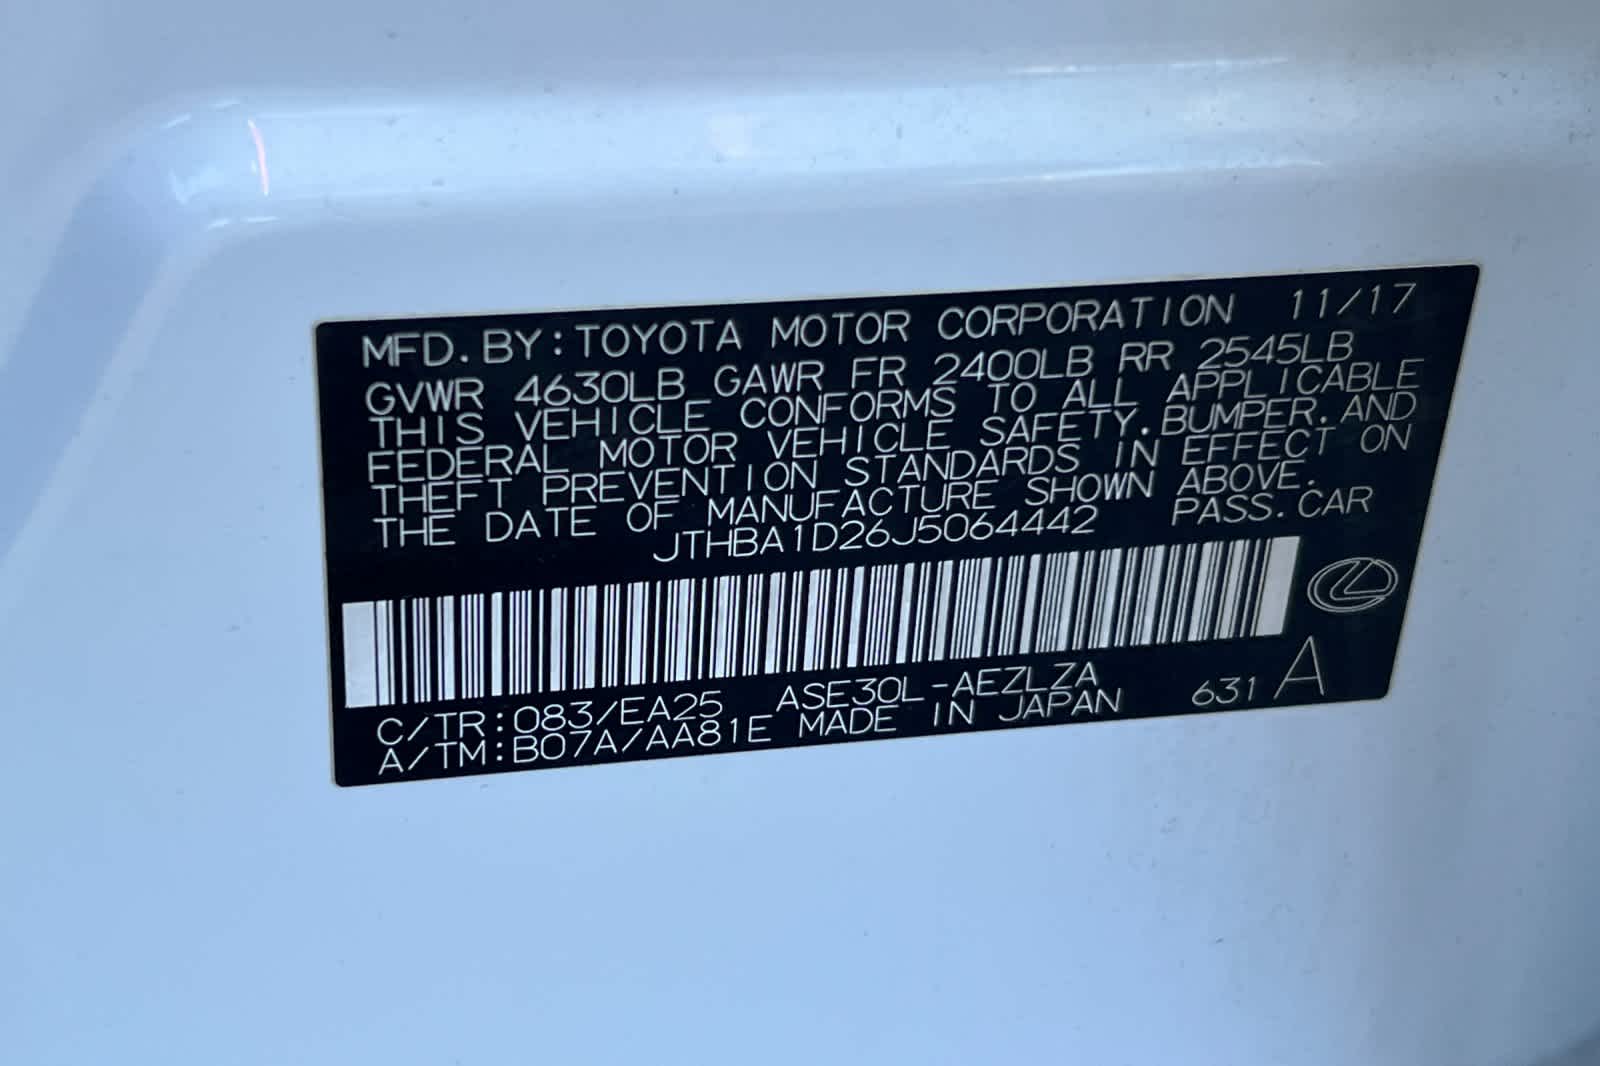 MFD. BY: TOYOTA MOTOR CORPORATION 11/17
GVWR 4630LB GAWR FR 2400LB RR 2545LB
THIS VEHICLE CONFORMS TO ALL APPLICABLE
FEDERAL MOTOR VEHICLE SAFETY, BUMPER, AND
THEFT PREVENTION STANDARDS IN EFFECT ON
THE DATE OF MANUFACTURE SHOWN ABOVE.
JTHBA1D26J5064442 PASS. CAR
C/TR: 083/EA25 ASE30L-AEZLZA
A/TM: B07A/AA81E MADE IN JAPAN 631 A